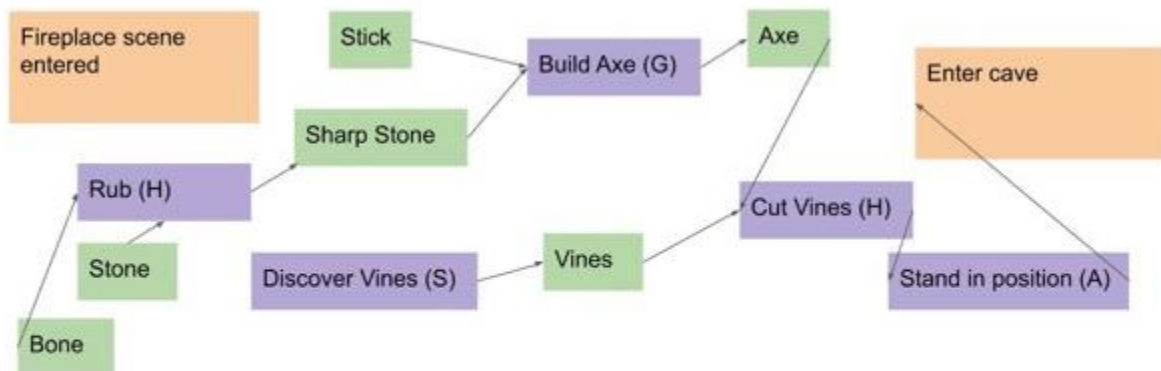 Fireplace scene
entered
Stick
Build Axe (G)
Axe
Enter cave
Sharp Stone
Rub (H)
Cut Vines (H)
Stone
Discover Vines (S)
Vines
Stand in position (A)
Bone